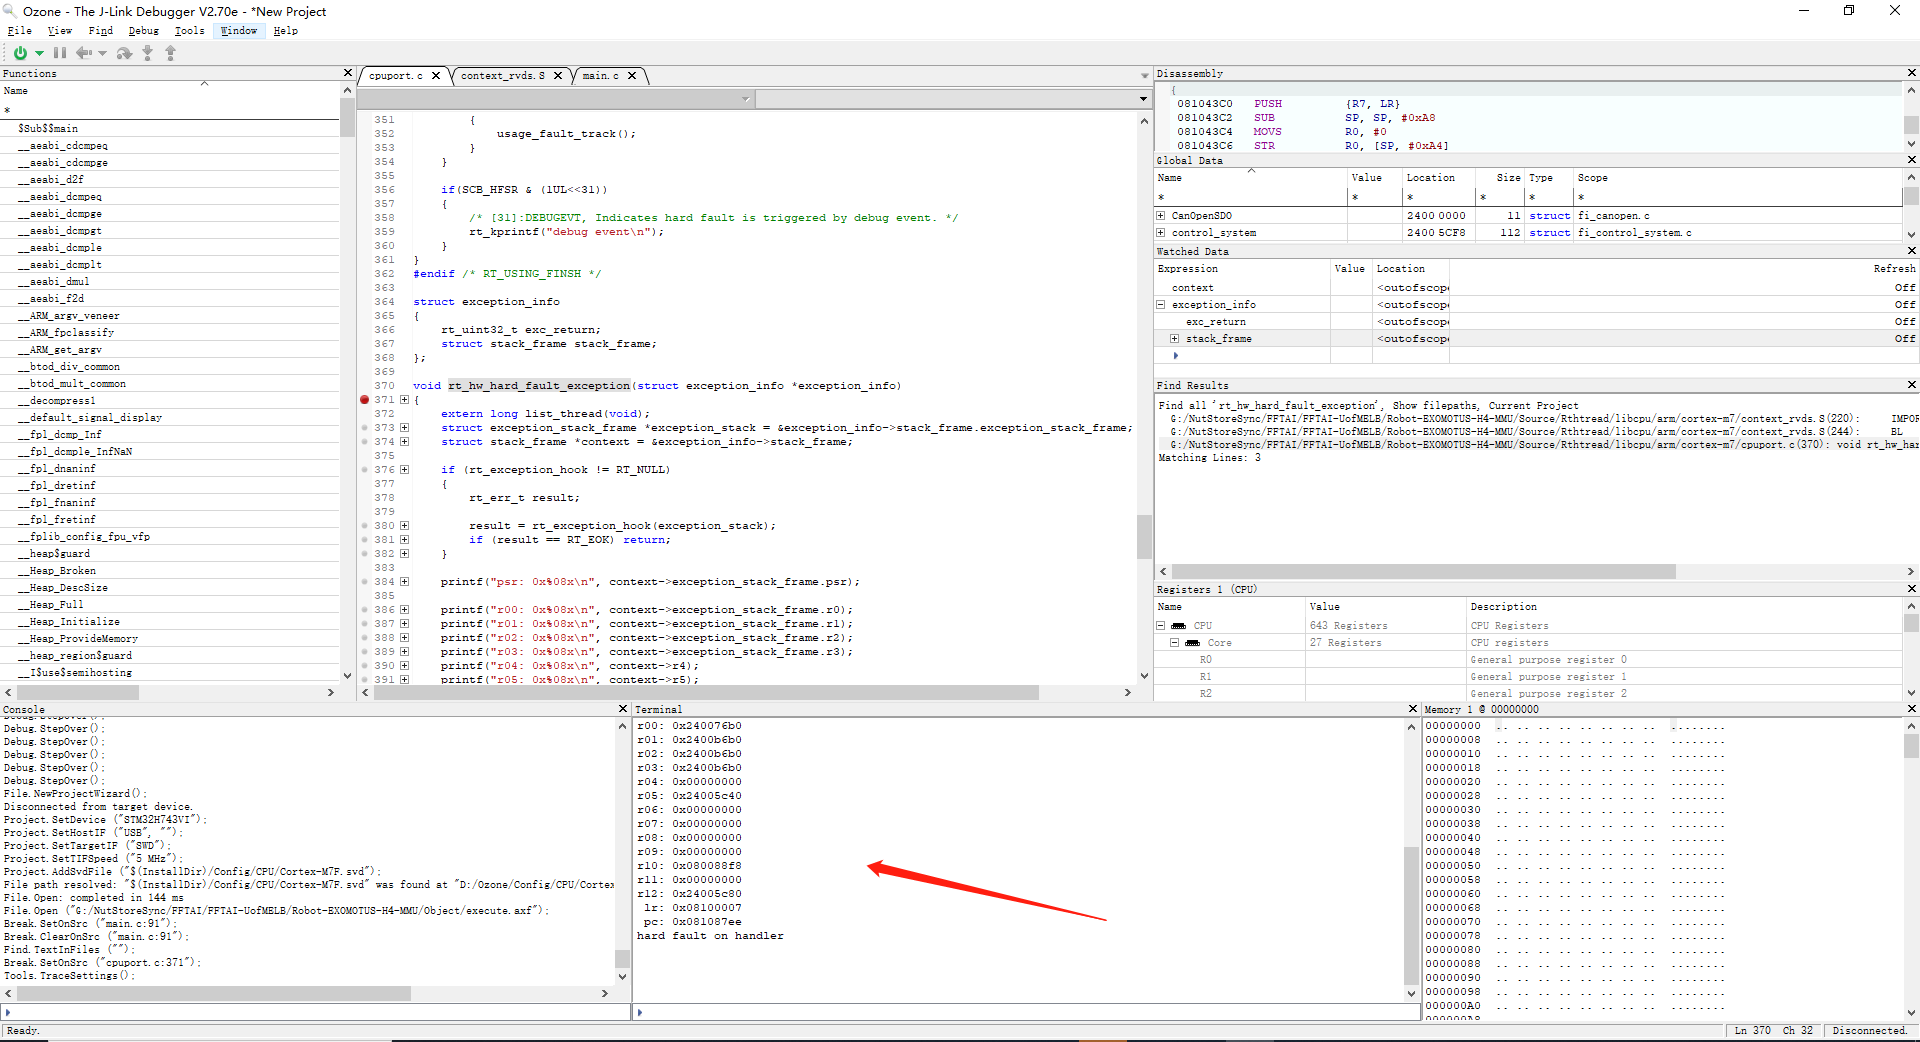 Ozone - The J-Link Debugger V2.70e - *New Project
File View Find Debug Tools Window Help
Functions
Name
*
$Sub$$main
__aeabi_cdcmpeq
__aeabi_cdcmpge
__aeabi_d2f
__aeabi_dcmpeq
__aeabi_dcmpge
__aeabi_dcmpgt
__aeabi_dcmple
__aeabi_dcmplt
__aeabi_dmul
__aeabi_f2d
__ARM_argv_veneer
__ARM_fpclassify
__ARM_get_argv
__btod_div_common
__btod_mult_common
__decompress1
__default_signal_display
__fpl_dcmp_Inf
__fpl_dcmple_InfNaN
__fpl_dnaninf
__fpl_dretinf
__fpl_fnaninf
__fpl_fretinf
__fplib_config_fpu_vfp
__heap$guard
__Heap_Broken
__Heap_DescSize
__Heap_Full
__Heap_Initialize
__Heap_ProvideMemory
__heap_region$guard
__I$use$semihosting
cpuport.c context_rvds.S main.c
351 {
352 usage_fault_track();
353 }
354 }
355
356 if(SCB_HFSR & (1UL<<31))
357 {
358 /* [31]:DEBUGEVT, Indicates hard fault is triggered by debug event. */
359 rt_kprintf("debug event\n");
360 }
361 }
362 #endif /* RT_USING_FINSH */
363
364 struct exception_info
365 {
366 rt_uint32_t exc_return;
367 struct stack_frame stack_frame;
368 };
369
370 void rt_hw_hard_fault_exception(struct exception_info *exception_info)
371 {
372 extern long list_thread(void);
373 struct exception_stack_frame *exception_stack = &exception_info->stack_frame.exception_stack_frame;
374 struct stack_frame *context = &exception_info->stack_frame;
375
376 if (rt_exception_hook != RT_NULL)
377 {
378 rt_err_t result;
379
380 result = rt_exception_hook(exception_stack);
381 if (result == RT_EOK) return;
382 }
383
384 printf("psr: 0x%08x\n", context->exception_stack_frame.psr);
385
386 printf("r00: 0x%08x\n", context->exception_stack_frame.r0);
387 printf("r01: 0x%08x\n", context->exception_stack_frame.r1);
388 printf("r02: 0x%08x\n", context->exception_stack_frame.r2);
389 printf("r03: 0x%08x\n", context->exception_stack_frame.r3);
390 printf("r04: 0x%08x\n", context->r4);
391 printf("r05: 0x%08x\n", context->r5);
Disassembly
{
081043C0 PUSH {R7, LR}
081043C2 SUB SP, SP, #0xA8
081043C4 MOVS R0, #0
081043C6 STR R0, [SP, #0xA4]
Global Data
Name Value Location Size Type Scope
* * * * * *
CanOpenSDO 2400 0000 11 struct fi_canopen.c
control_system 2400 5CF8 112 struct fi_control_system.c
Watched Data
Expression Value Location Refresh
context <outofscope Off
exception_info <outofscope Off
exc_return <outofscope Off
stack_frame <outofscope Off
Find Results
Find all 'rt_hw_hard_fault_exception', Show filepaths, Current Project
G:/NutStoreSync/FFTAI/FFTAI-UofMELB/Robot-EXOMOTUS-H4-MMU/Source/Rthtread/libcpu/arm/cortex-m7/context_rvds.S(220): IMPOR
G:/NutStoreSync/FFTAI/FFTAI-UofMELB/Robot-EXOMOTUS-H4-MMU/Source/Rthtread/libcpu/arm/cortex-m7/context_rvds.S(244): BL
G:/NutStoreSync/FFTAI/FFTAI-UofMELB/Robot-EXOMOTUS-H4-MMU/Source/Rthtread/libcpu/arm/cortex-m7/cpuport.c(370): void rt_hw_har
Matching Lines: 3
Registers 1 (CPU)
Name Value Description
CPU 643 Registers CPU Registers
Core 27 Registers CPU registers
R0 General purpose register 0
R1 General purpose register 1
R2 General purpose register 2
Console
Debug.StepOver();
Debug.StepOver();
Debug.StepOver();
Debug.StepOver();
Debug.StepOver();
Debug.StepOver();
File.NewProjectWizard();
Disconnected from target device.
Project.SetDevice ("STM32H743VI");
Project.SetHostIF ("USB", "");
Project.SetTargetIF ("SWD");
Project.SetTIFSpeed ("5 MHz");
Project.AddSvdFile ("$(InstallDir)/Config/CPU/Cortex-M7F.svd");
File path resolved: "$(InstallDir)/Config/CPU/Cortex-M7F.svd" was found at "D:/Ozone/Config/CPU/Cortex
File.Open: completed in 144 ms
File.Open ("G:/NutStoreSync/FFTAI/FFTAI-UofMELB/Robot-EXOMOTUS-H4-MMU/Object/execute.axf");
Break.SetOnSrc ("main.c:91");
Break.ClearOnSrc ("main.c:91");
Find.TextInFiles ("");
Break.SetOnSrc ("cpuport.c:371");
Tools.TraceSettings();
Terminal
r00: 0x240076b0
r01: 0x2400b6b0
r02: 0x2400b6b0
r03: 0x2400b6b0
r04: 0x00000000
r05: 0x24005c40
r06: 0x00000000
r07: 0x00000000
r08: 0x00000000
r09: 0x00000000
r10: 0x080088f8
r11: 0x00000000
r12: 0x24005c80
lr: 0x08100007
pc: 0x081087ee
hard fault on handler
Memory 1 @ 00000000
00000000 .. .. .. .. .. .. .. .. ........
00000008 .. .. .. .. .. .. .. .. ........
00000010 .. .. .. .. .. .. .. .. ........
00000018 .. .. .. .. .. .. .. .. ........
00000020 .. .. .. .. .. .. .. .. ........
00000028 .. .. .. .. .. .. .. .. ........
00000030 .. .. .. .. .. .. .. .. ........
00000038 .. .. .. .. .. .. .. .. ........
00000040 .. .. .. .. .. .. .. .. ........
00000048 .. .. .. .. .. .. .. .. ........
00000050 .. .. .. .. .. .. .. .. ........
00000058 .. .. .. .. .. .. .. .. ........
00000060 .. .. .. .. .. .. .. .. ........
00000068 .. .. .. .. .. .. .. .. ........
00000070 .. .. .. .. .. .. .. .. ........
00000078 .. .. .. .. .. .. .. .. ........
00000080 .. .. .. .. .. .. .. .. ........
00000088 .. .. .. .. .. .. .. .. ........
00000090 .. .. .. .. .. .. .. .. ........
00000098 .. .. .. .. .. .. .. .. ........
000000A0 .. .. .. .. .. .. .. .. ........
000000A8 .. .. .. .. .. .. .. .. ........
Ready.
Ln 370 Ch 32 Disconnected.